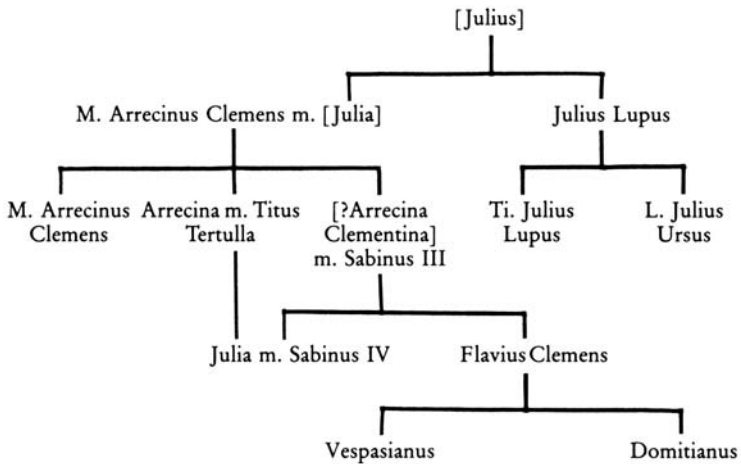 [Julius]
M. Arrecinus Clemens m. [Julia]
Julius Lupus
M. Arrecinus
Clemens
Arrecina m. Titus
Tertulla
[?Arrecina
Clementina]
m. Sabinus III
Ti. Julius
Lupus
L. Julius
Ursus
Julia m. Sabinus IV
Flavius Clemens
Vespasianus
Domitianus